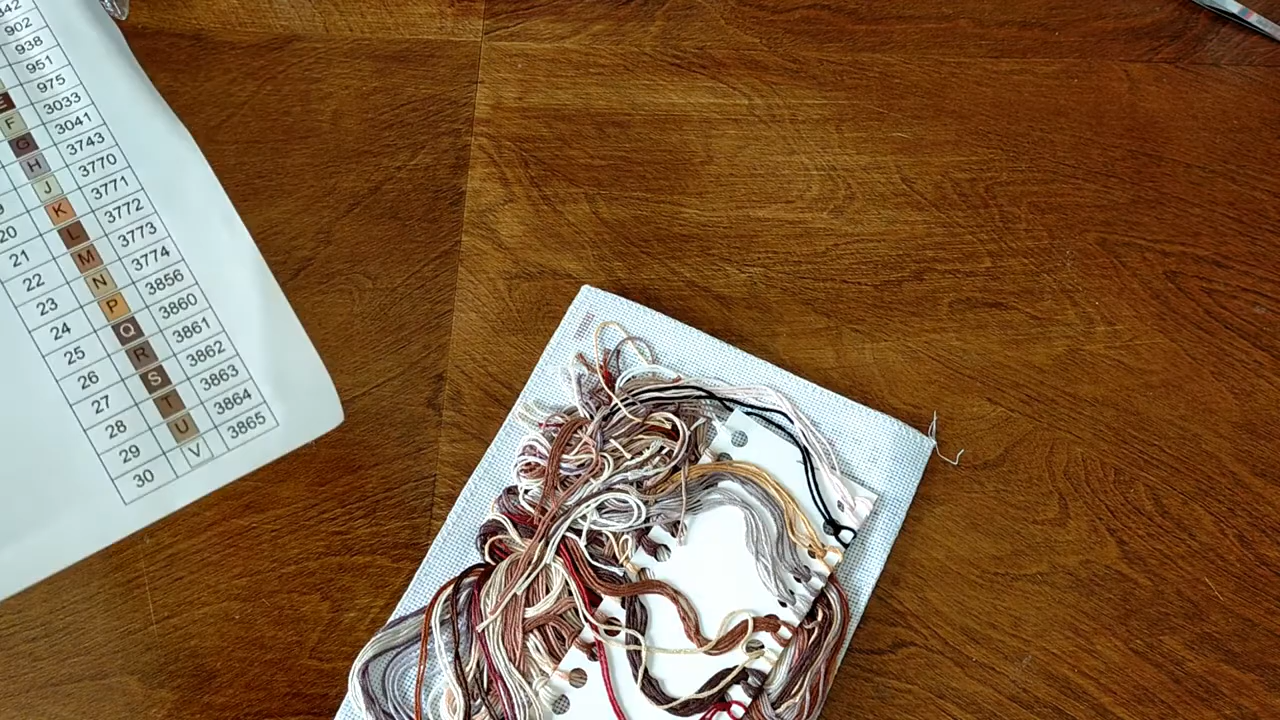 902
938
951
E 975
F 3033
G 3041
H 3743
J 3770
20 K 3771
21 L 3772
22 M 3773
23 N 3774
24 P 3856
25 Q 3860
26 R 3861
27 S 3862
28 T 3863
29 U 3864
30 V 3865